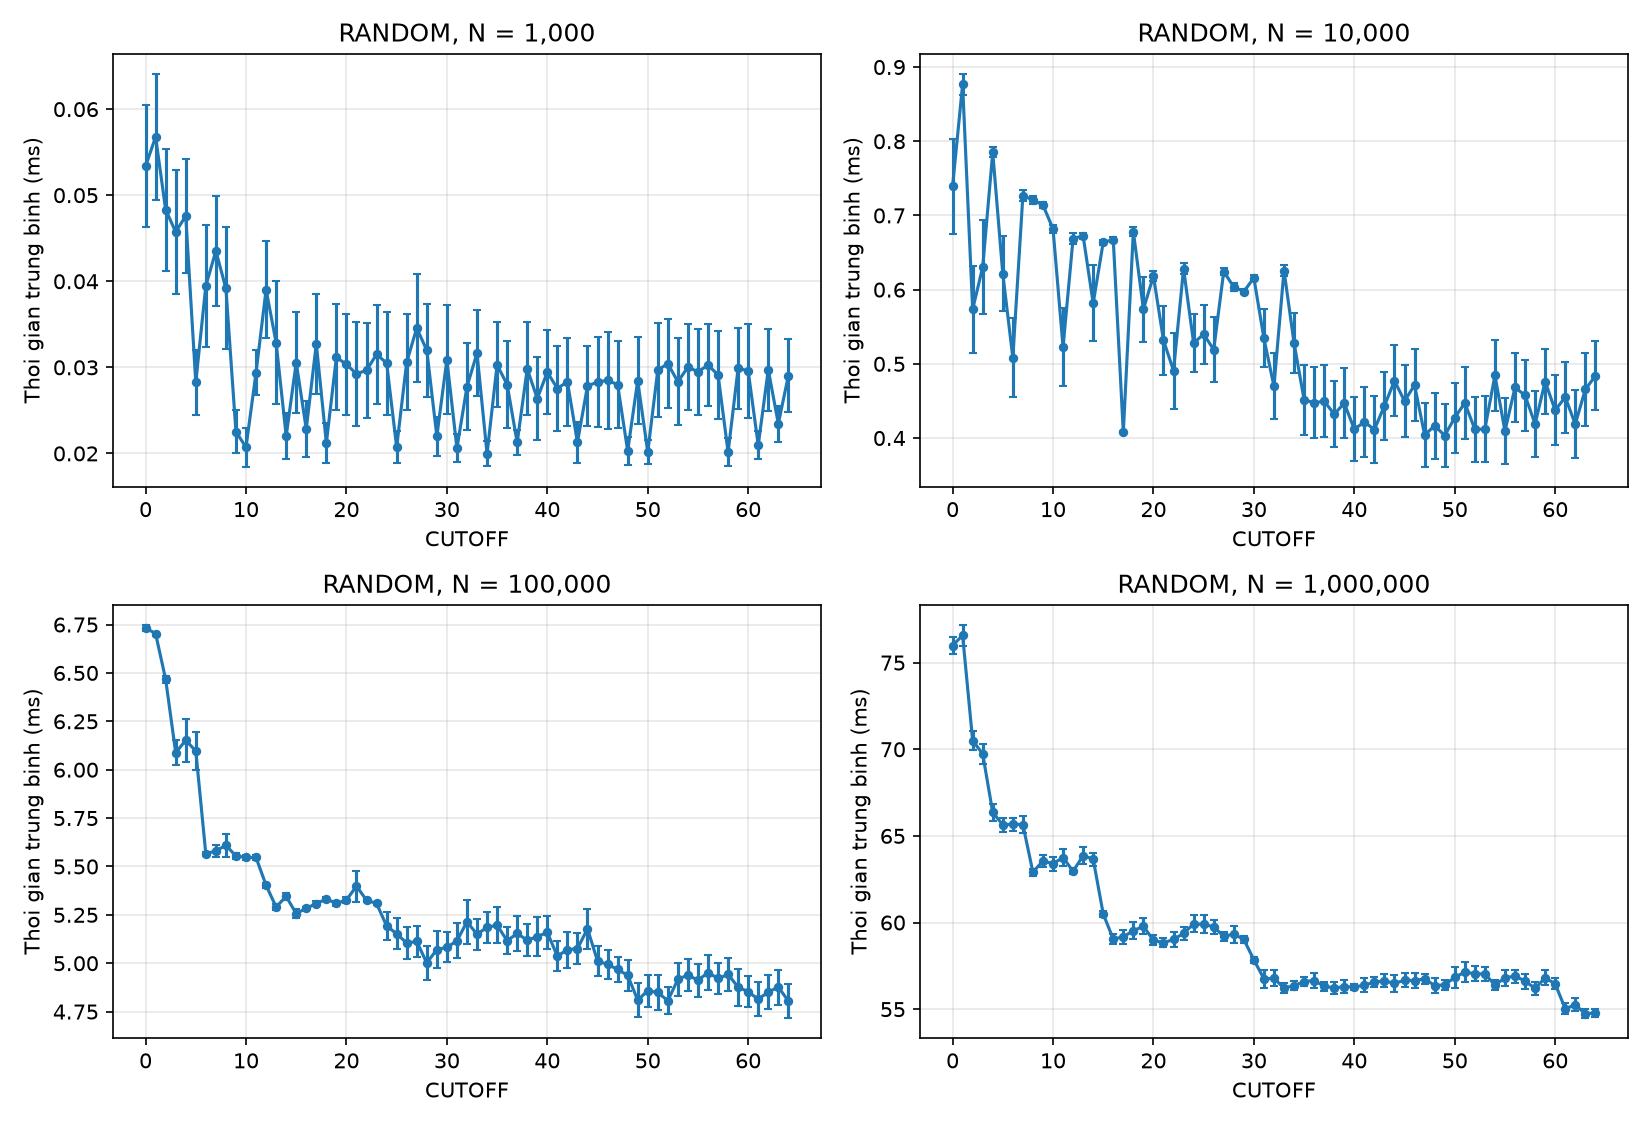 RANDOM, N = 1,000
Thoi gian trung binh (ms)
0.06
0.05
0.04
0.03
0.02
0 10 20 30 40 50 60
CUTOFF
RANDOM, N = 10,000
Thoi gian trung binh (ms)
0.9
0.8
0.7
0.6
0.5
0.4
0 10 20 30 40 50 60
CUTOFF
RANDOM, N = 100,000
Thoi gian trung binh (ms)
6.75
6.50
6.25
6.00
5.75
5.50
5.25
5.00
4.75
0 10 20 30 40 50 60
CUTOFF
RANDOM, N = 1,000,000
Thoi gian trung binh (ms)
75
70
65
60
55
0 10 20 30 40 50 60
CUTOFF